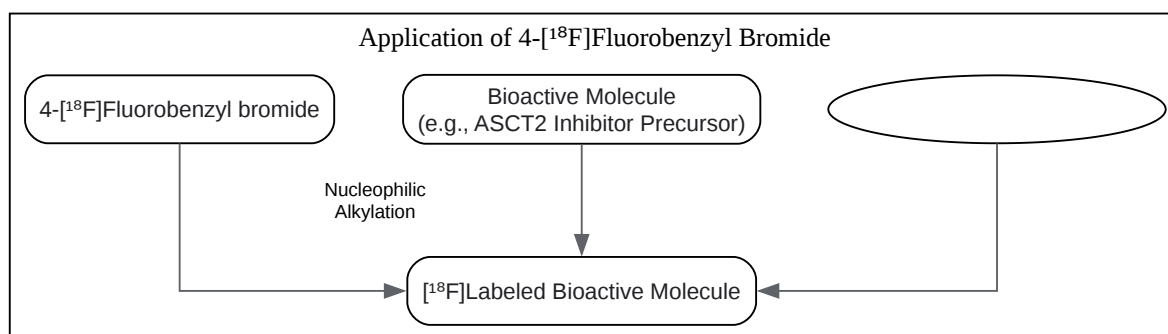 Application of 4-[¹⁸F]Fluorobenzyl Bromide
4-[¹⁸F]Fluorobenzyl bromide
Bioactive Molecule
(e.g., ASCT2 Inhibitor Precursor)
Nucleophilic
Alkylation
[¹⁸F]Labeled Bioactive Molecule